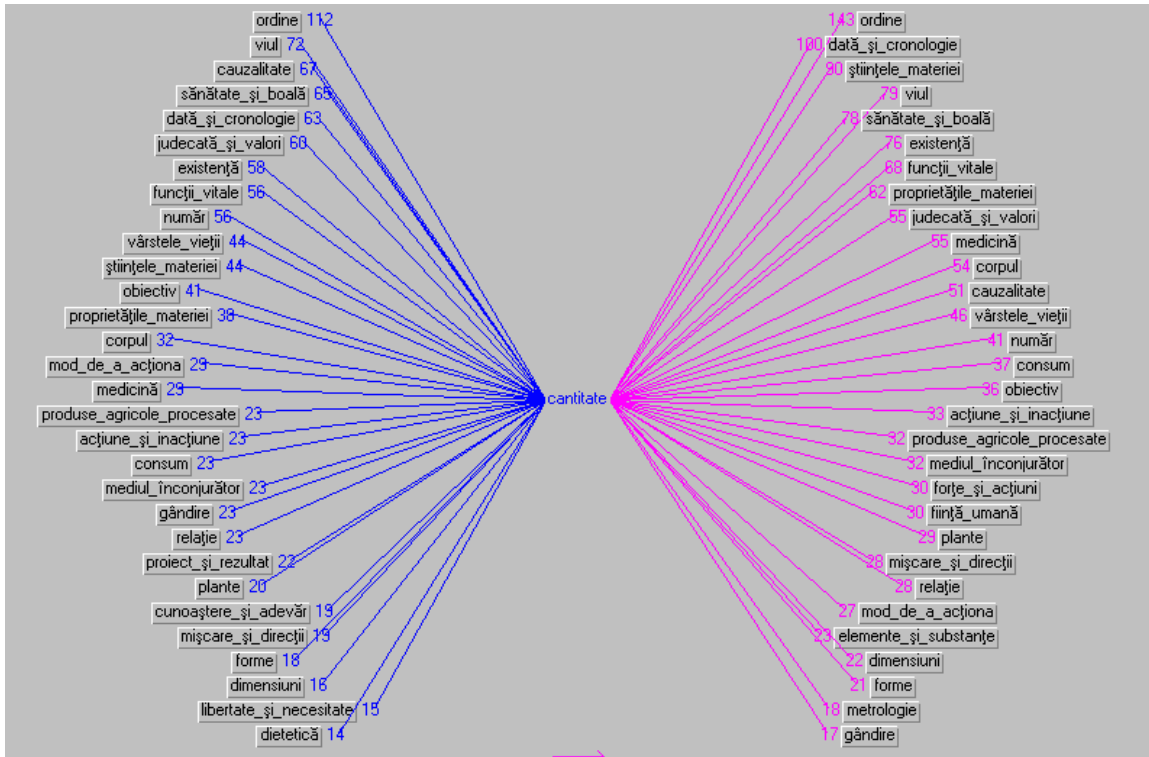 ordine 112
viul 72
cauzalitate 67
sănătate_şi_boală 65
dată_şi_cronologie 63
judecată_şi_valori 60
existenţă 58
funcţii_vitale 56
număr 56
vârstele_vieţii 44
ştiinţele_materiei 44
obiectiv 41
proprietăţile_materiei 38
corpul 32
mod_de_a_acţiona 29
medicină 29
produse_agricole_procesate 23
acţiune_şi_inacţiune 23
consum 23
mediul_înconjurător 23
gândire 23
relaţie 23
proiect_şi_rezultat 22
plante 20
cunoaştere_şi_adevăr 19
mişcare_şi_direcţii 19
forme 18
dimensiuni 16
libertate_şi_necesitate 15
dietetică 14
cantitate
143 ordine
100 dată_şi_cronologie
90 ştiinţele_materiei
79 viul
78 sănătate_şi_boală
76 existenţă
68 funcţii_vitale
62 proprietăţile_materiei
55 judecată_şi_valori
55 medicină
54 corpul
51 cauzalitate
46 vârstele_vieţii
41 număr
37 consum
36 obiectiv
33 acţiune_şi_inacţiune
32 produse_agricole_procesate
32 mediul_înconjurător
30 forţe_şi_acţiuni
30 fiinţă_umană
29 plante
28 mişcare_şi_direcţii
28 relaţie
27 mod_de_a_acţiona
23 elemente_şi_substanţe
22 dimensiuni
21 forme
18 metrologie
17 gândire